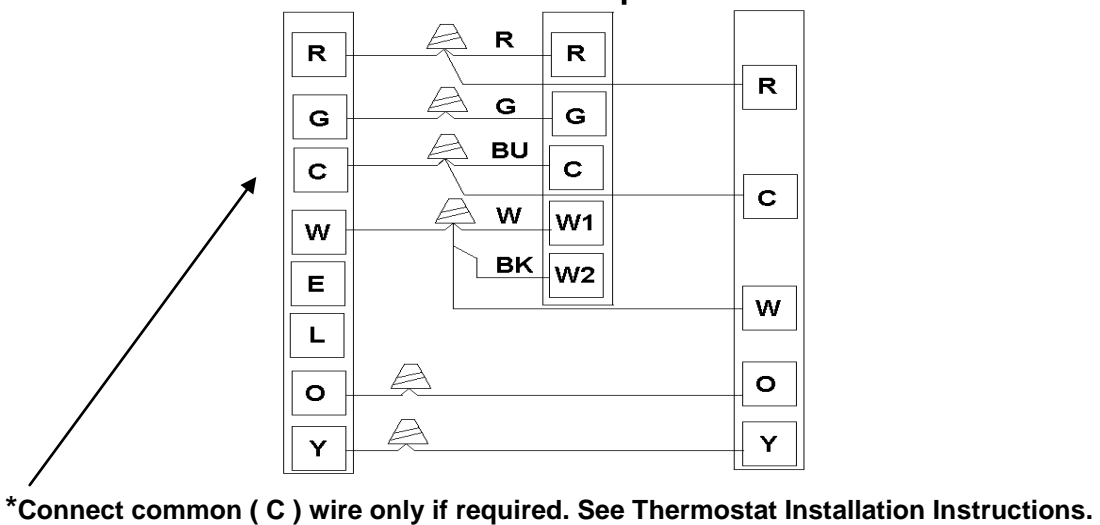 R R R
R
G G G
C BU C
C
W W W1
BK W2
E
W
L
O O
Y Y
*Connect common ( C ) wire only if required. See Thermostat Installation Instructions.